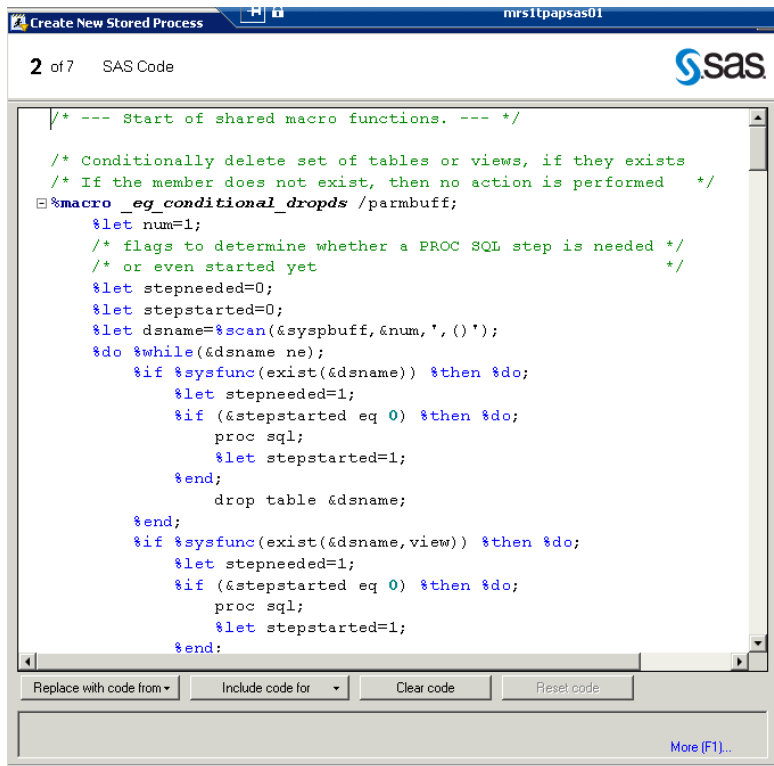 Create New Stored Process
mrs1tpapsas01
2 of 7 SAS Code
sas
/* --- Start of shared macro functions. --- */
/* Conditionally delete set of tables or views, if they exists
/* If the member does not exist, then no action is performed */
%macro _eg_conditional_dropds /parmbuff;
%let num=1;
/* flags to determine whether a PROC SQL step is needed */
/* or even started yet */
%let stepneeded=0;
%let stepstarted=0;
%let dsname=%scan(&syspbuff,&num,',()');
%do %while(&dsname ne);
%if %sysfunc(exist(&dsname)) %then %do;
%let stepneeded=1;
%if (&stepstarted eq 0) %then %do;
proc sql;
%let stepstarted=1;
%end;
drop table &dsname;
%end;
%if %sysfunc(exist(&dsname,view)) %then %do;
%let stepneeded=1;
%if (&stepstarted eq 0) %then %do;
proc sql;
%let stepstarted=1;
%end;
Replace with code from
Include code for
Clear code
Reset code
More (F1)...